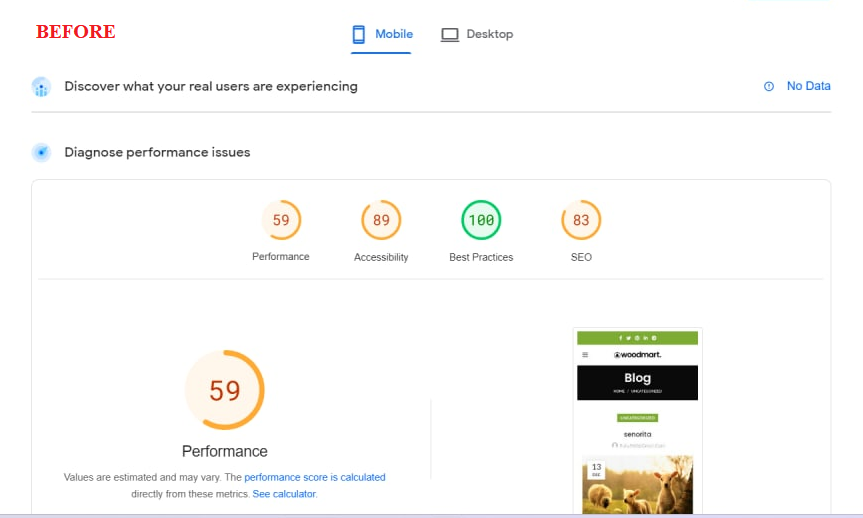 BEFORE
Mobile
Desktop
Discover what your real users are experiencing
No Data
Diagnose performance issues
59
89
100
83
Performance
Accessibility
Best Practices
SEO
59
Performance
Values are estimated and may vary. The performance score is calculated
directly from these metrics. See calculator.
woodmart.
Blog
HOME / UNCATEGORIZED
UNCATEGORIZED
senorita
13